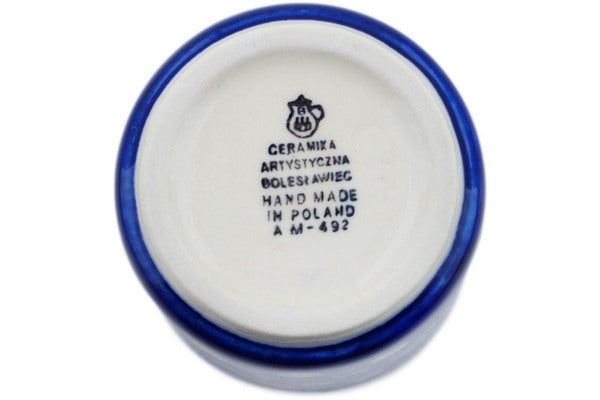 CERAMIKA
ARTYSTYCZNA
BOLESŁAWIEC
HAND MADE
IN POLAND
A M-492